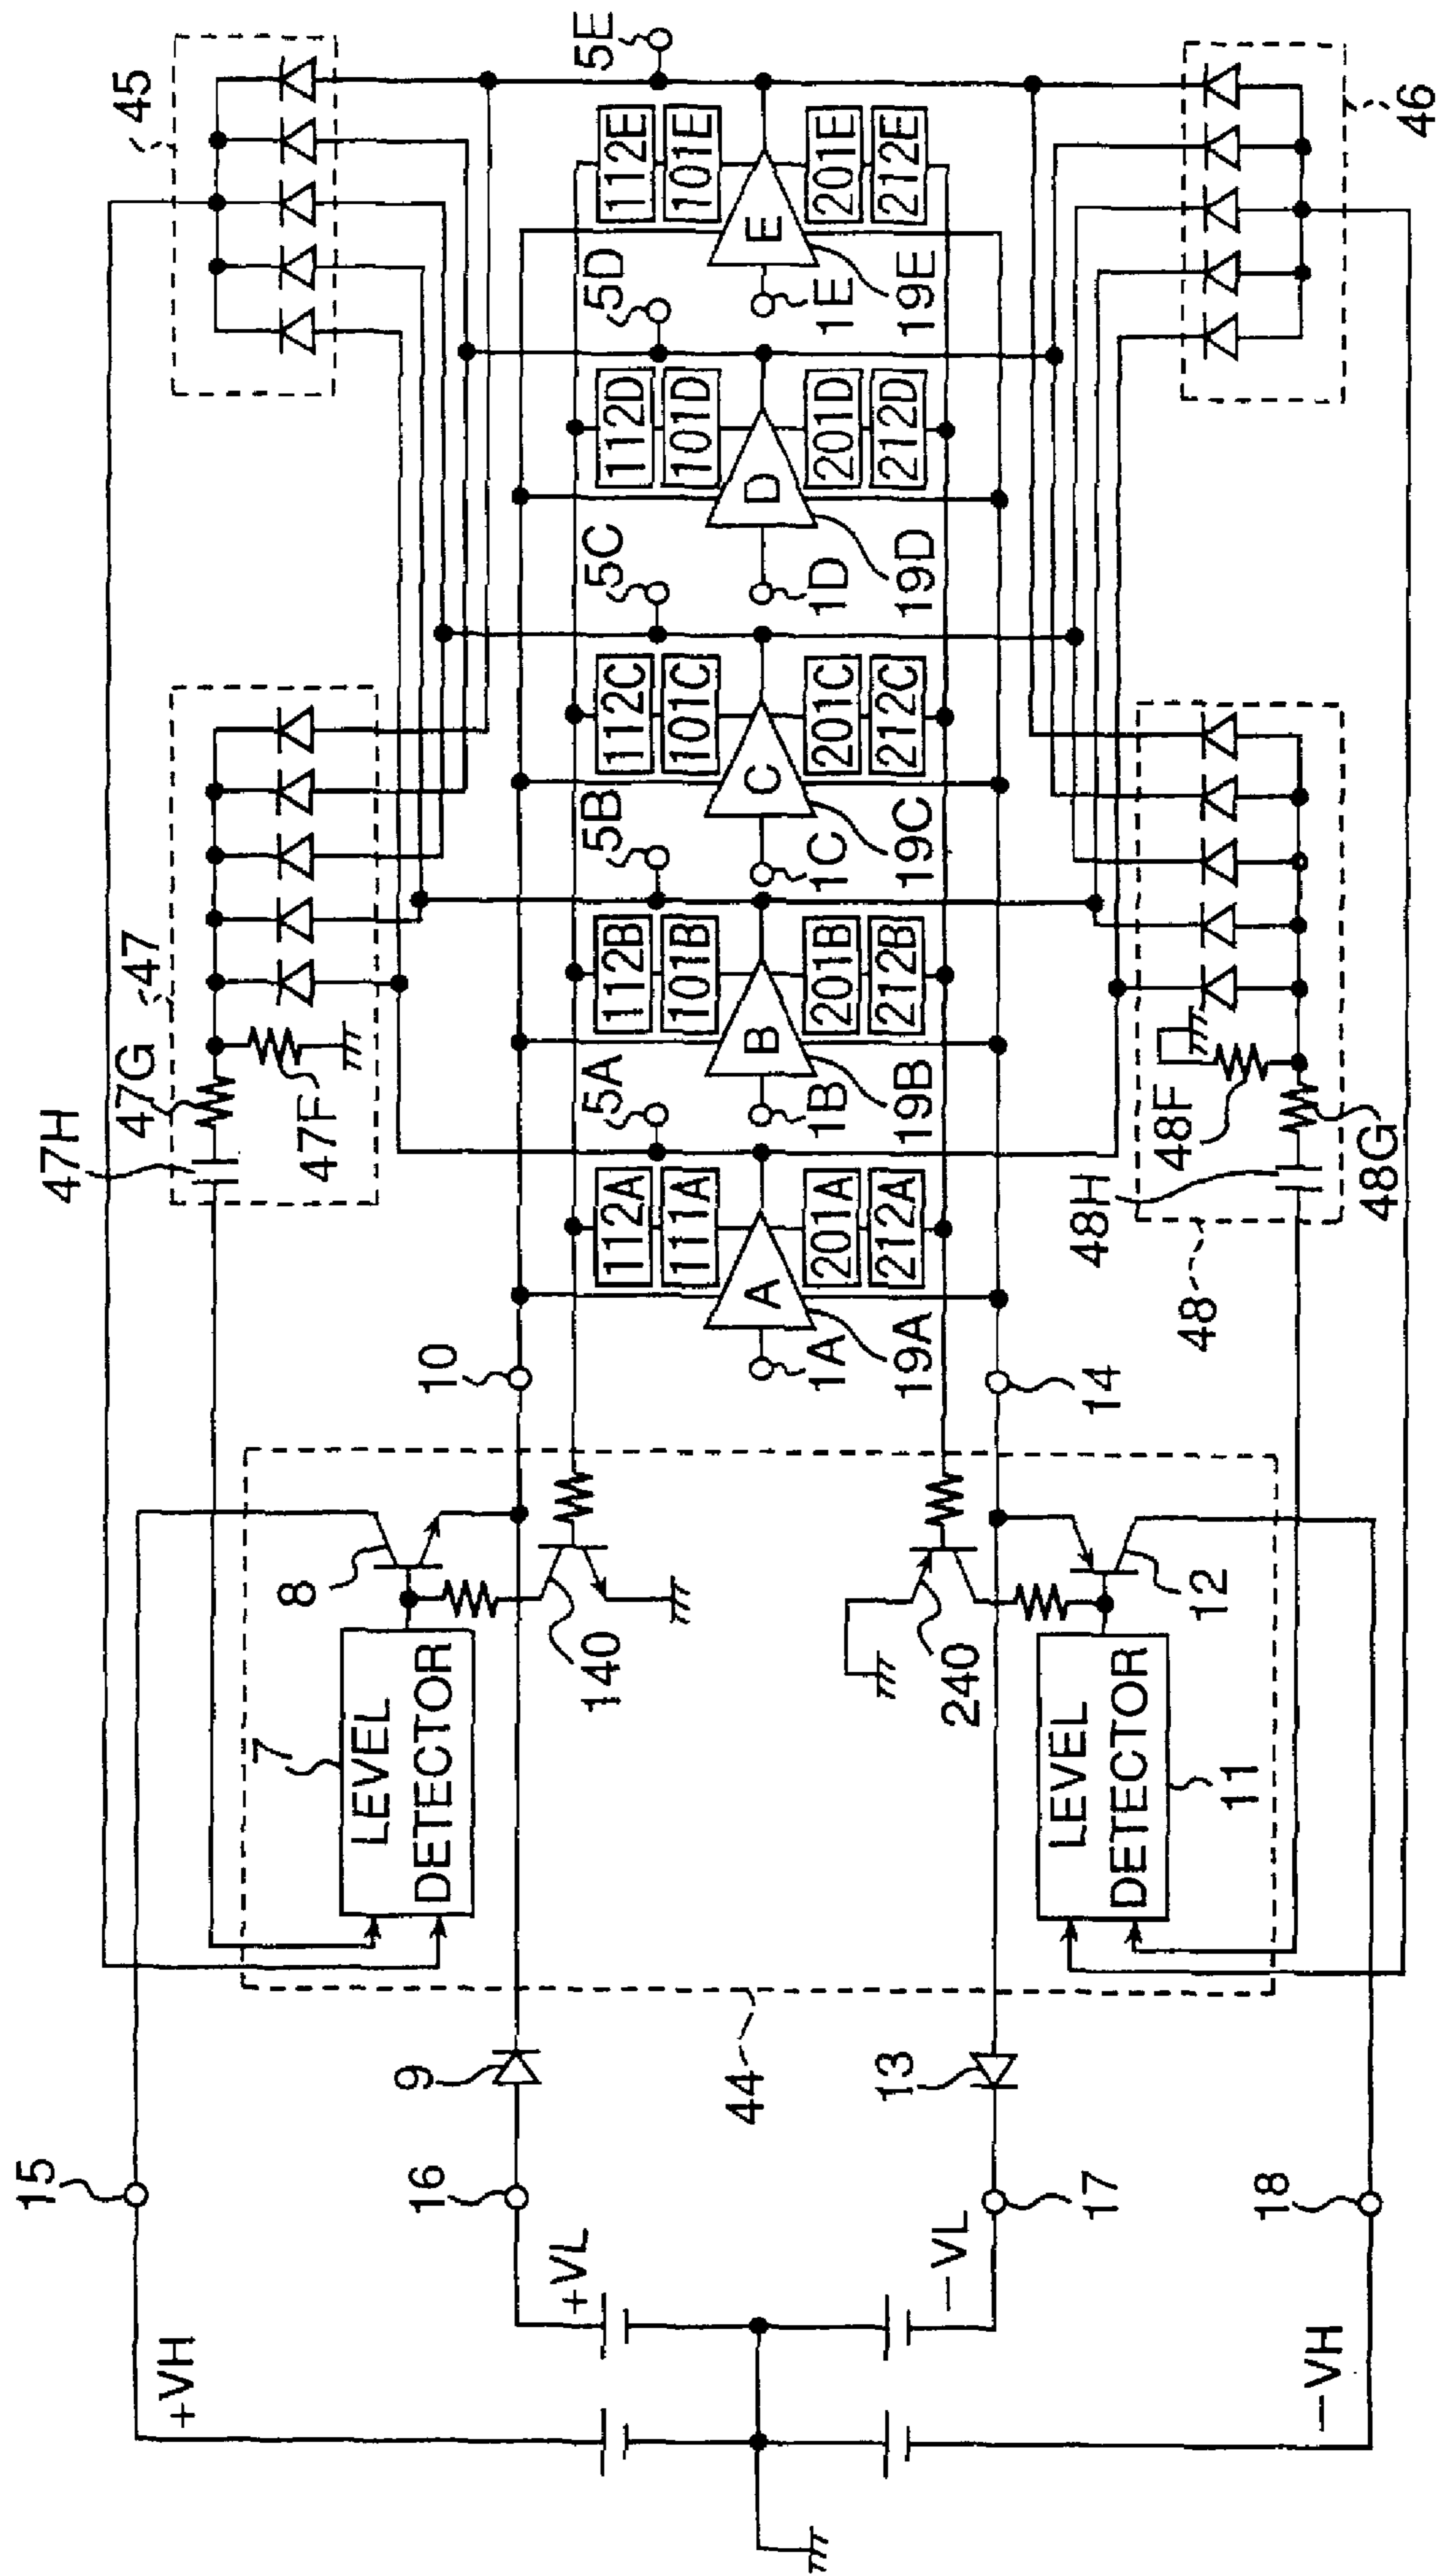 45
5E
112E
101E
201E
212E
E
1E
19E
46
5D
112D
101D
201D
212D
D
1D
19D
5C
112C
101C
201C
212C
C
1C
19C
5B
112B
101B
201B
212B
B
1B
19B
5A
112A
111A
201A
212A
A
1A
19A
47H
47G
47
47F
48F
48G
48H
48
10
14
8
140
240
12
7
LEVEL
DETECTOR
LEVEL
DETECTOR
11
9
13
44
15
16
17
18
+VL
−VL
+VH
−VH